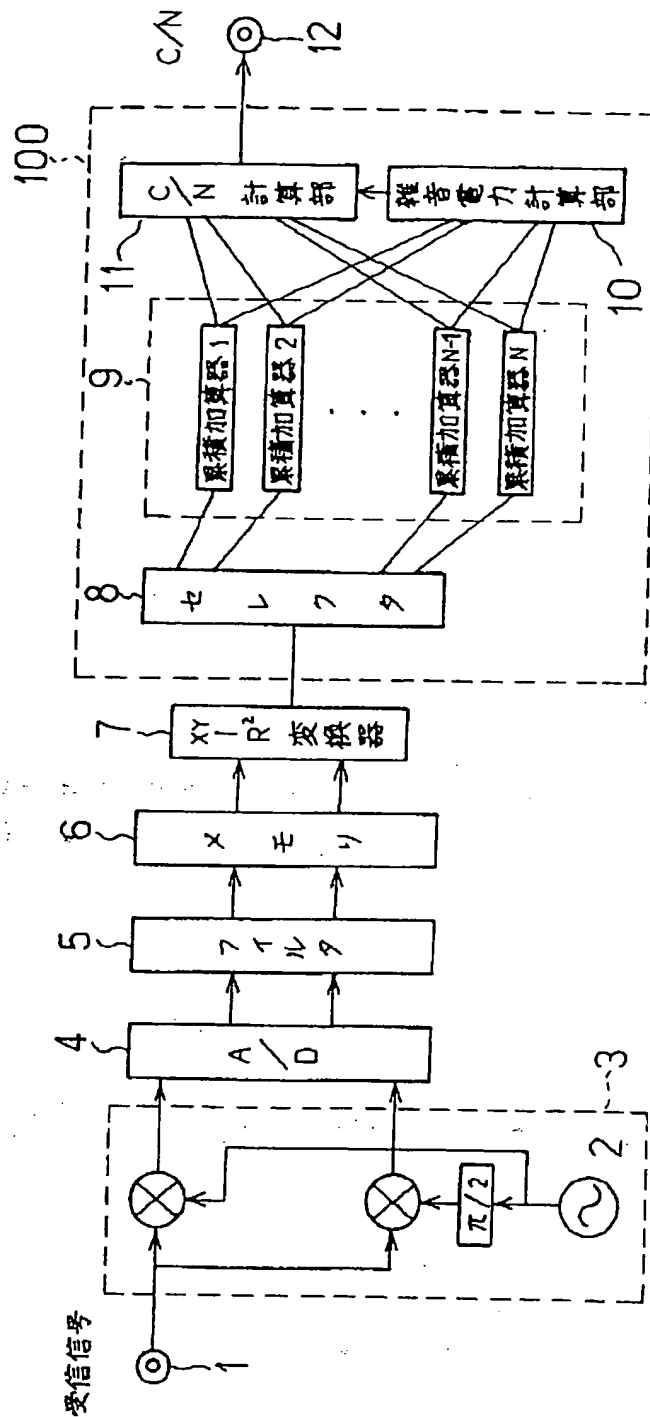 受信信号
1
2
3
π/2
4
A/D
5
フィルタ
6
メモリ
7
XY-R²変換器
8
セレクタ
9
累積加算器1
累積加算器2
・・・
累積加算器N-1
累積加算器N
10
雑音電力計算部
11
C/N計算部
100
12
C/N